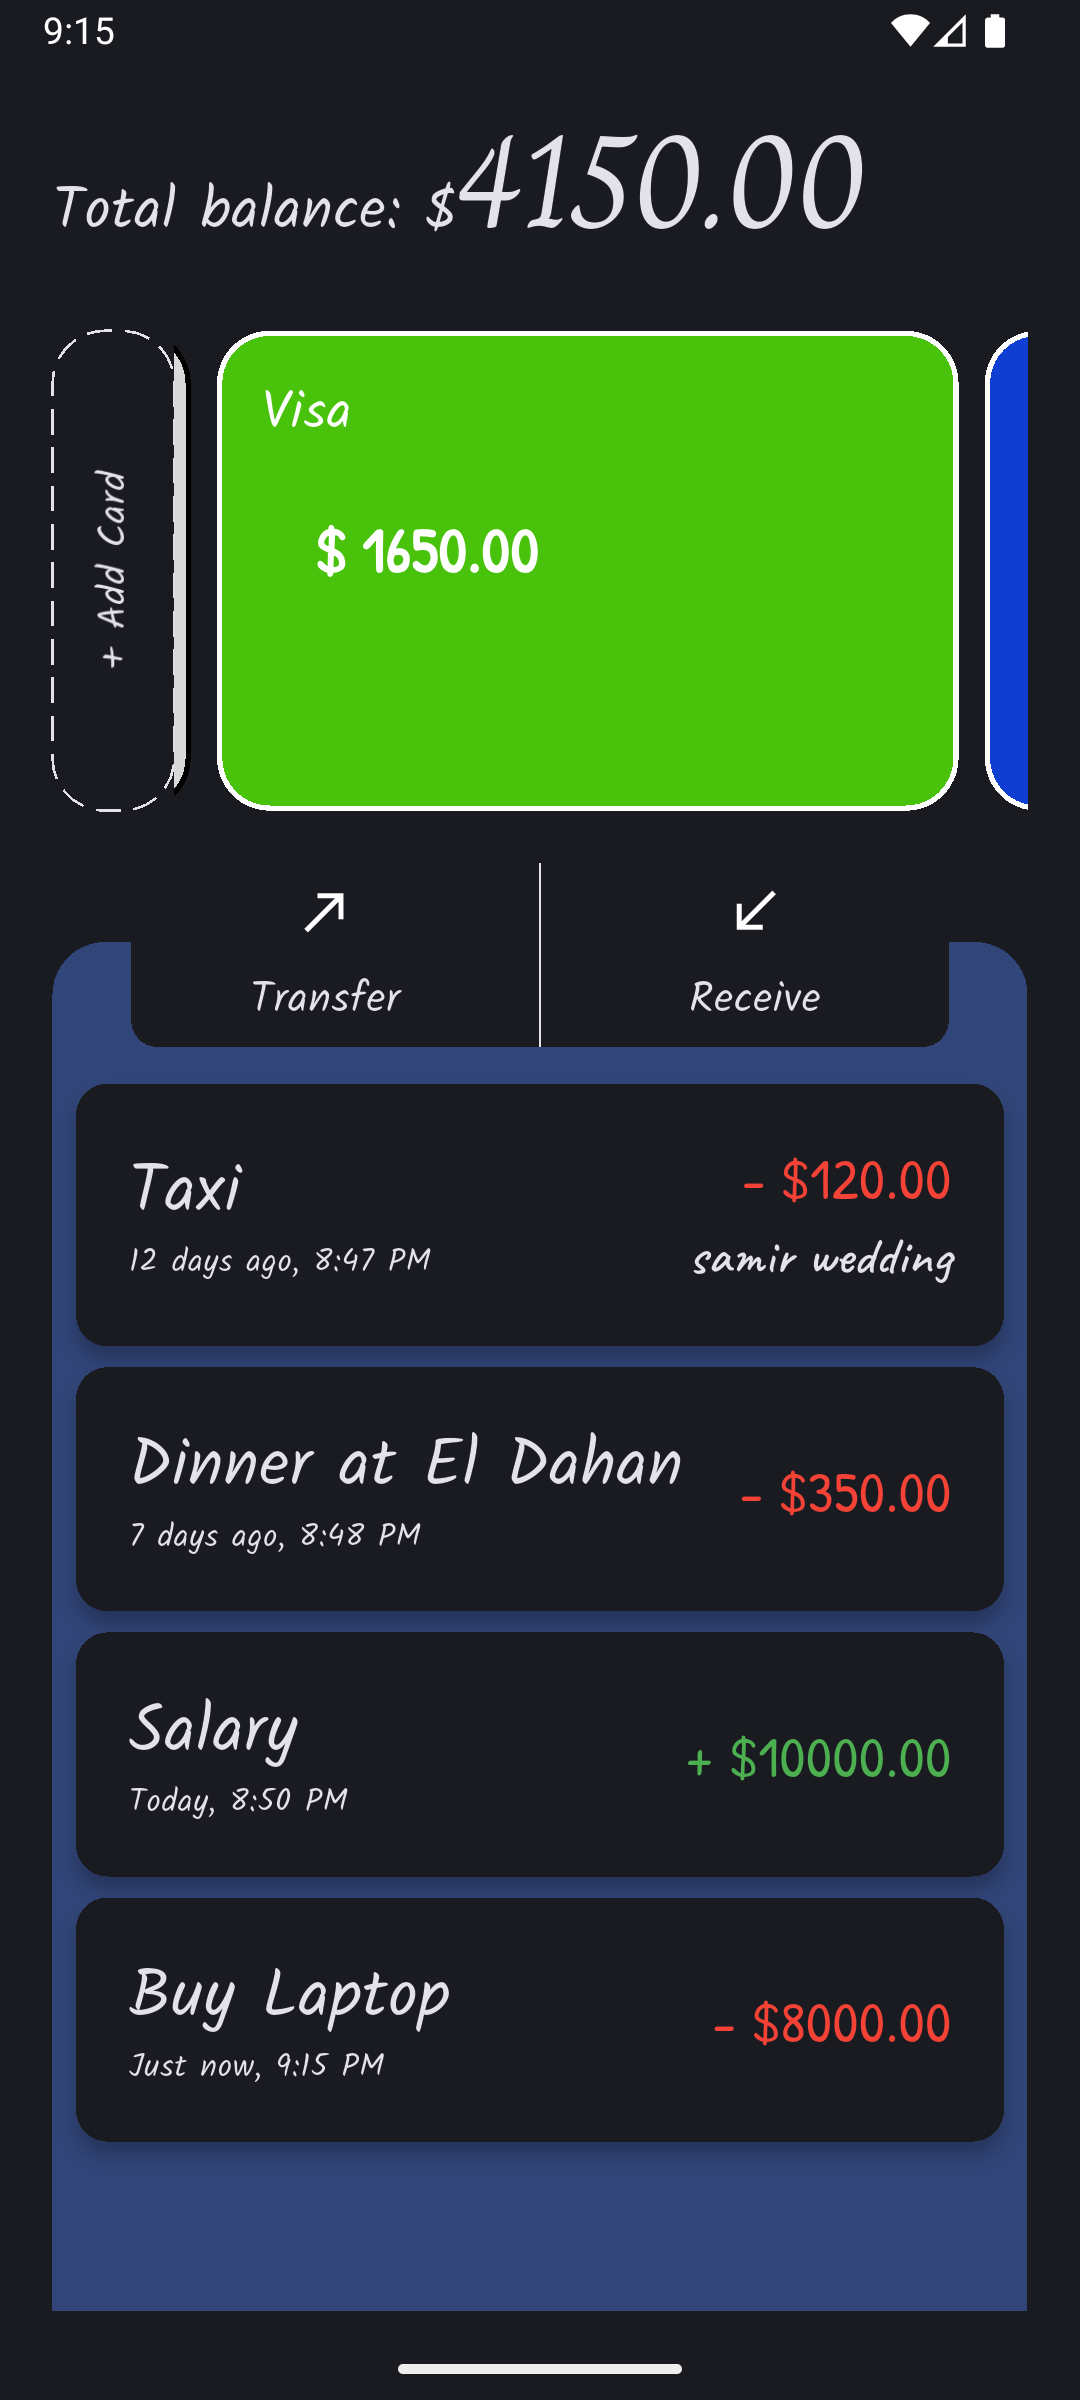 9:15
Total balance: $4150.00
+ Add Card
Visa
$ 1650.00
Transfer
Receive
Taxi
- $120.00
12 days ago, 8:47 PM
samir wedding
Dinner at El Dahan
- $350.00
7 days ago, 8:48 PM
Salary
+ $10000.00
Today, 8:50 PM
Buy Laptop
- $8000.00
Just now, 9:15 PM